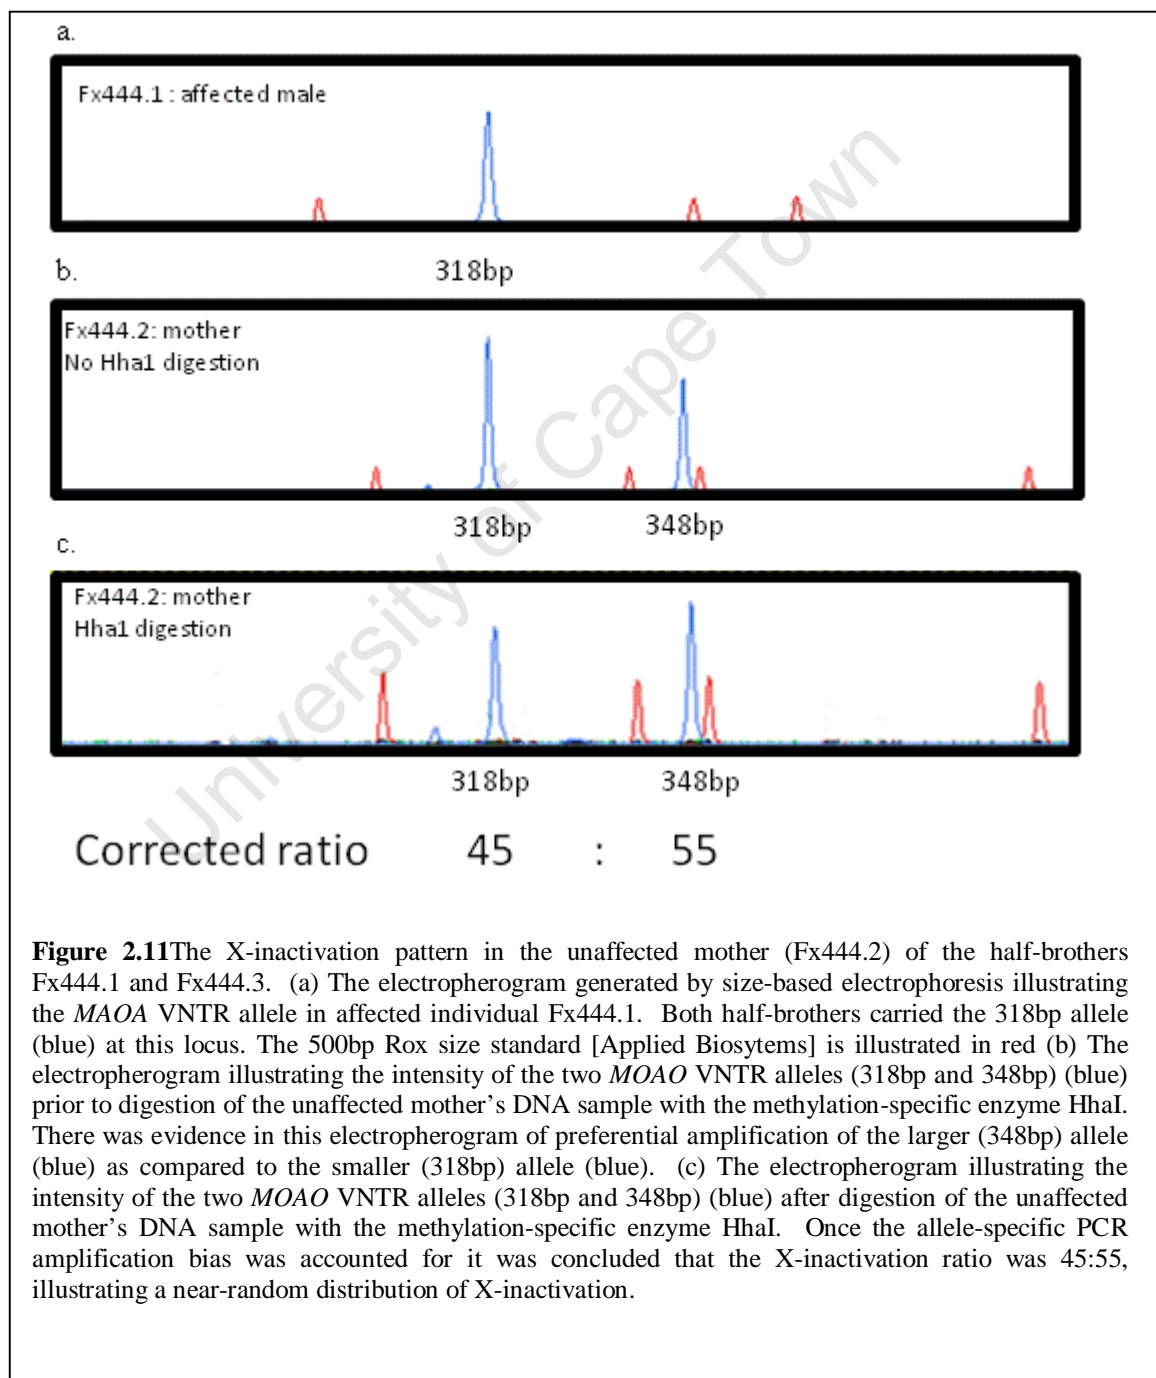 a.
Fx444.1 : affected male
318bp
b.
Fx444.2: mother
No Hha1 digestion
318bp 348bp
c.
Fx444.2: mother
Hha1 digestion
318bp 348bp
Corrected ratio 45 : 55
University of Cape Town
Figure 2.11The X-inactivation pattern in the unaffected mother (Fx444.2) of the half-brothers
Fx444.1 and Fx444.3. (a) The electropherogram generated by size-based electrophoresis illustrating
the MAOA VNTR allele in affected individual Fx444.1. Both half-brothers carried the 318bp allele
(blue) at this locus. The 500bp Rox size standard [Applied Biosytems] is illustrated in red (b) The
electropherogram illustrating the intensity of the two MOAO VNTR alleles (318bp and 348bp) (blue)
prior to digestion of the unaffected mother's DNA sample with the methylation-specific enzyme HhaI.
There was evidence in this electropherogram of preferential amplification of the larger (348bp) allele
(blue) as compared to the smaller (318bp) allele (blue). (c) The electropherogram illustrating the
intensity of the two MOAO VNTR alleles (318bp and 348bp) (blue) after digestion of the unaffected
mother's DNA sample with the methylation-specific enzyme HhaI. Once the allele-specific PCR
amplification bias was accounted for it was concluded that the X-inactivation ratio was 45:55,
illustrating a near-random distribution of X-inactivation.